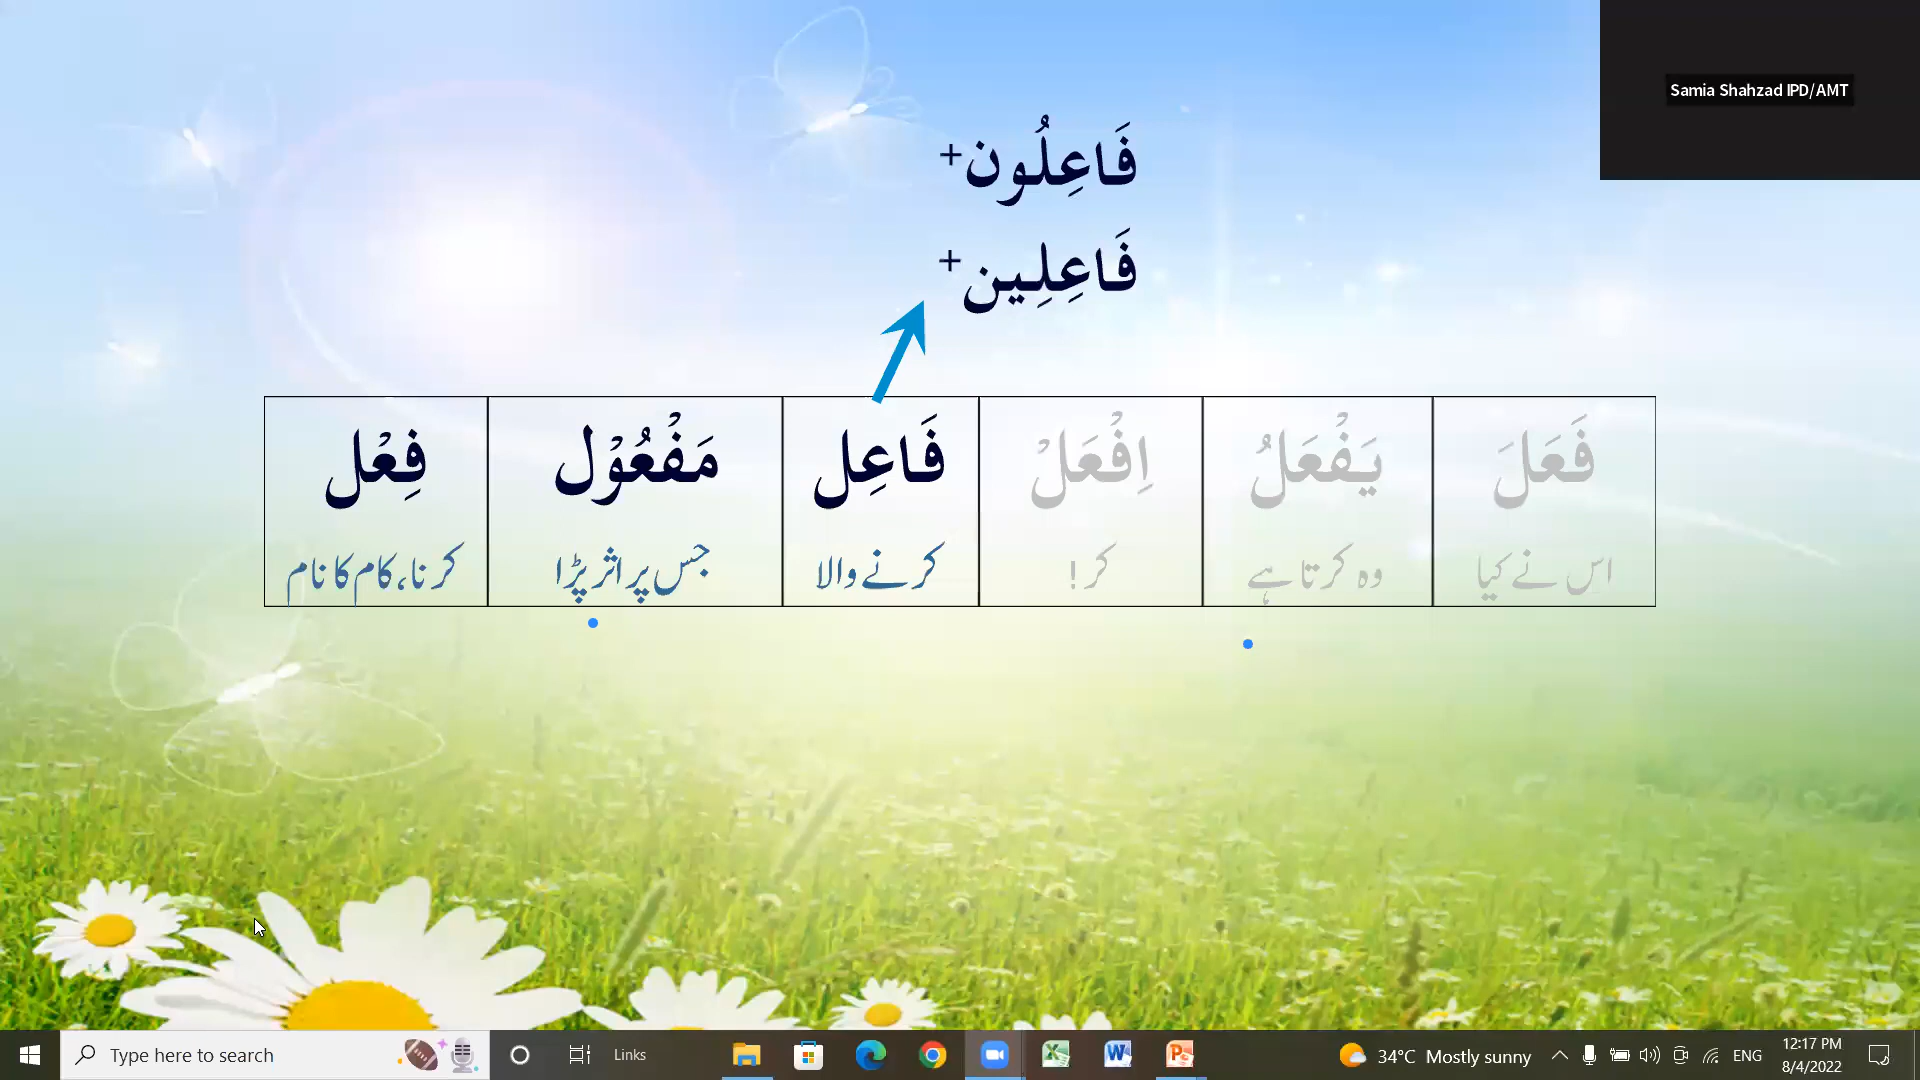 Samia Shahzad IPD/AMT
فَاعِلُون+
فَاعِلِين+
فَعَلَ يَفْعَلُ اِفْعَلْ فَاعِل مَفْعُوْل فِعْل
اس نے کیا وہ کرتا ہے کر! کرنے والا جس پر اثر پڑا کرنا، کام کا نام
Type here to search Links 34°C Mostly sunny ENG 12:17 PM
8/4/2022